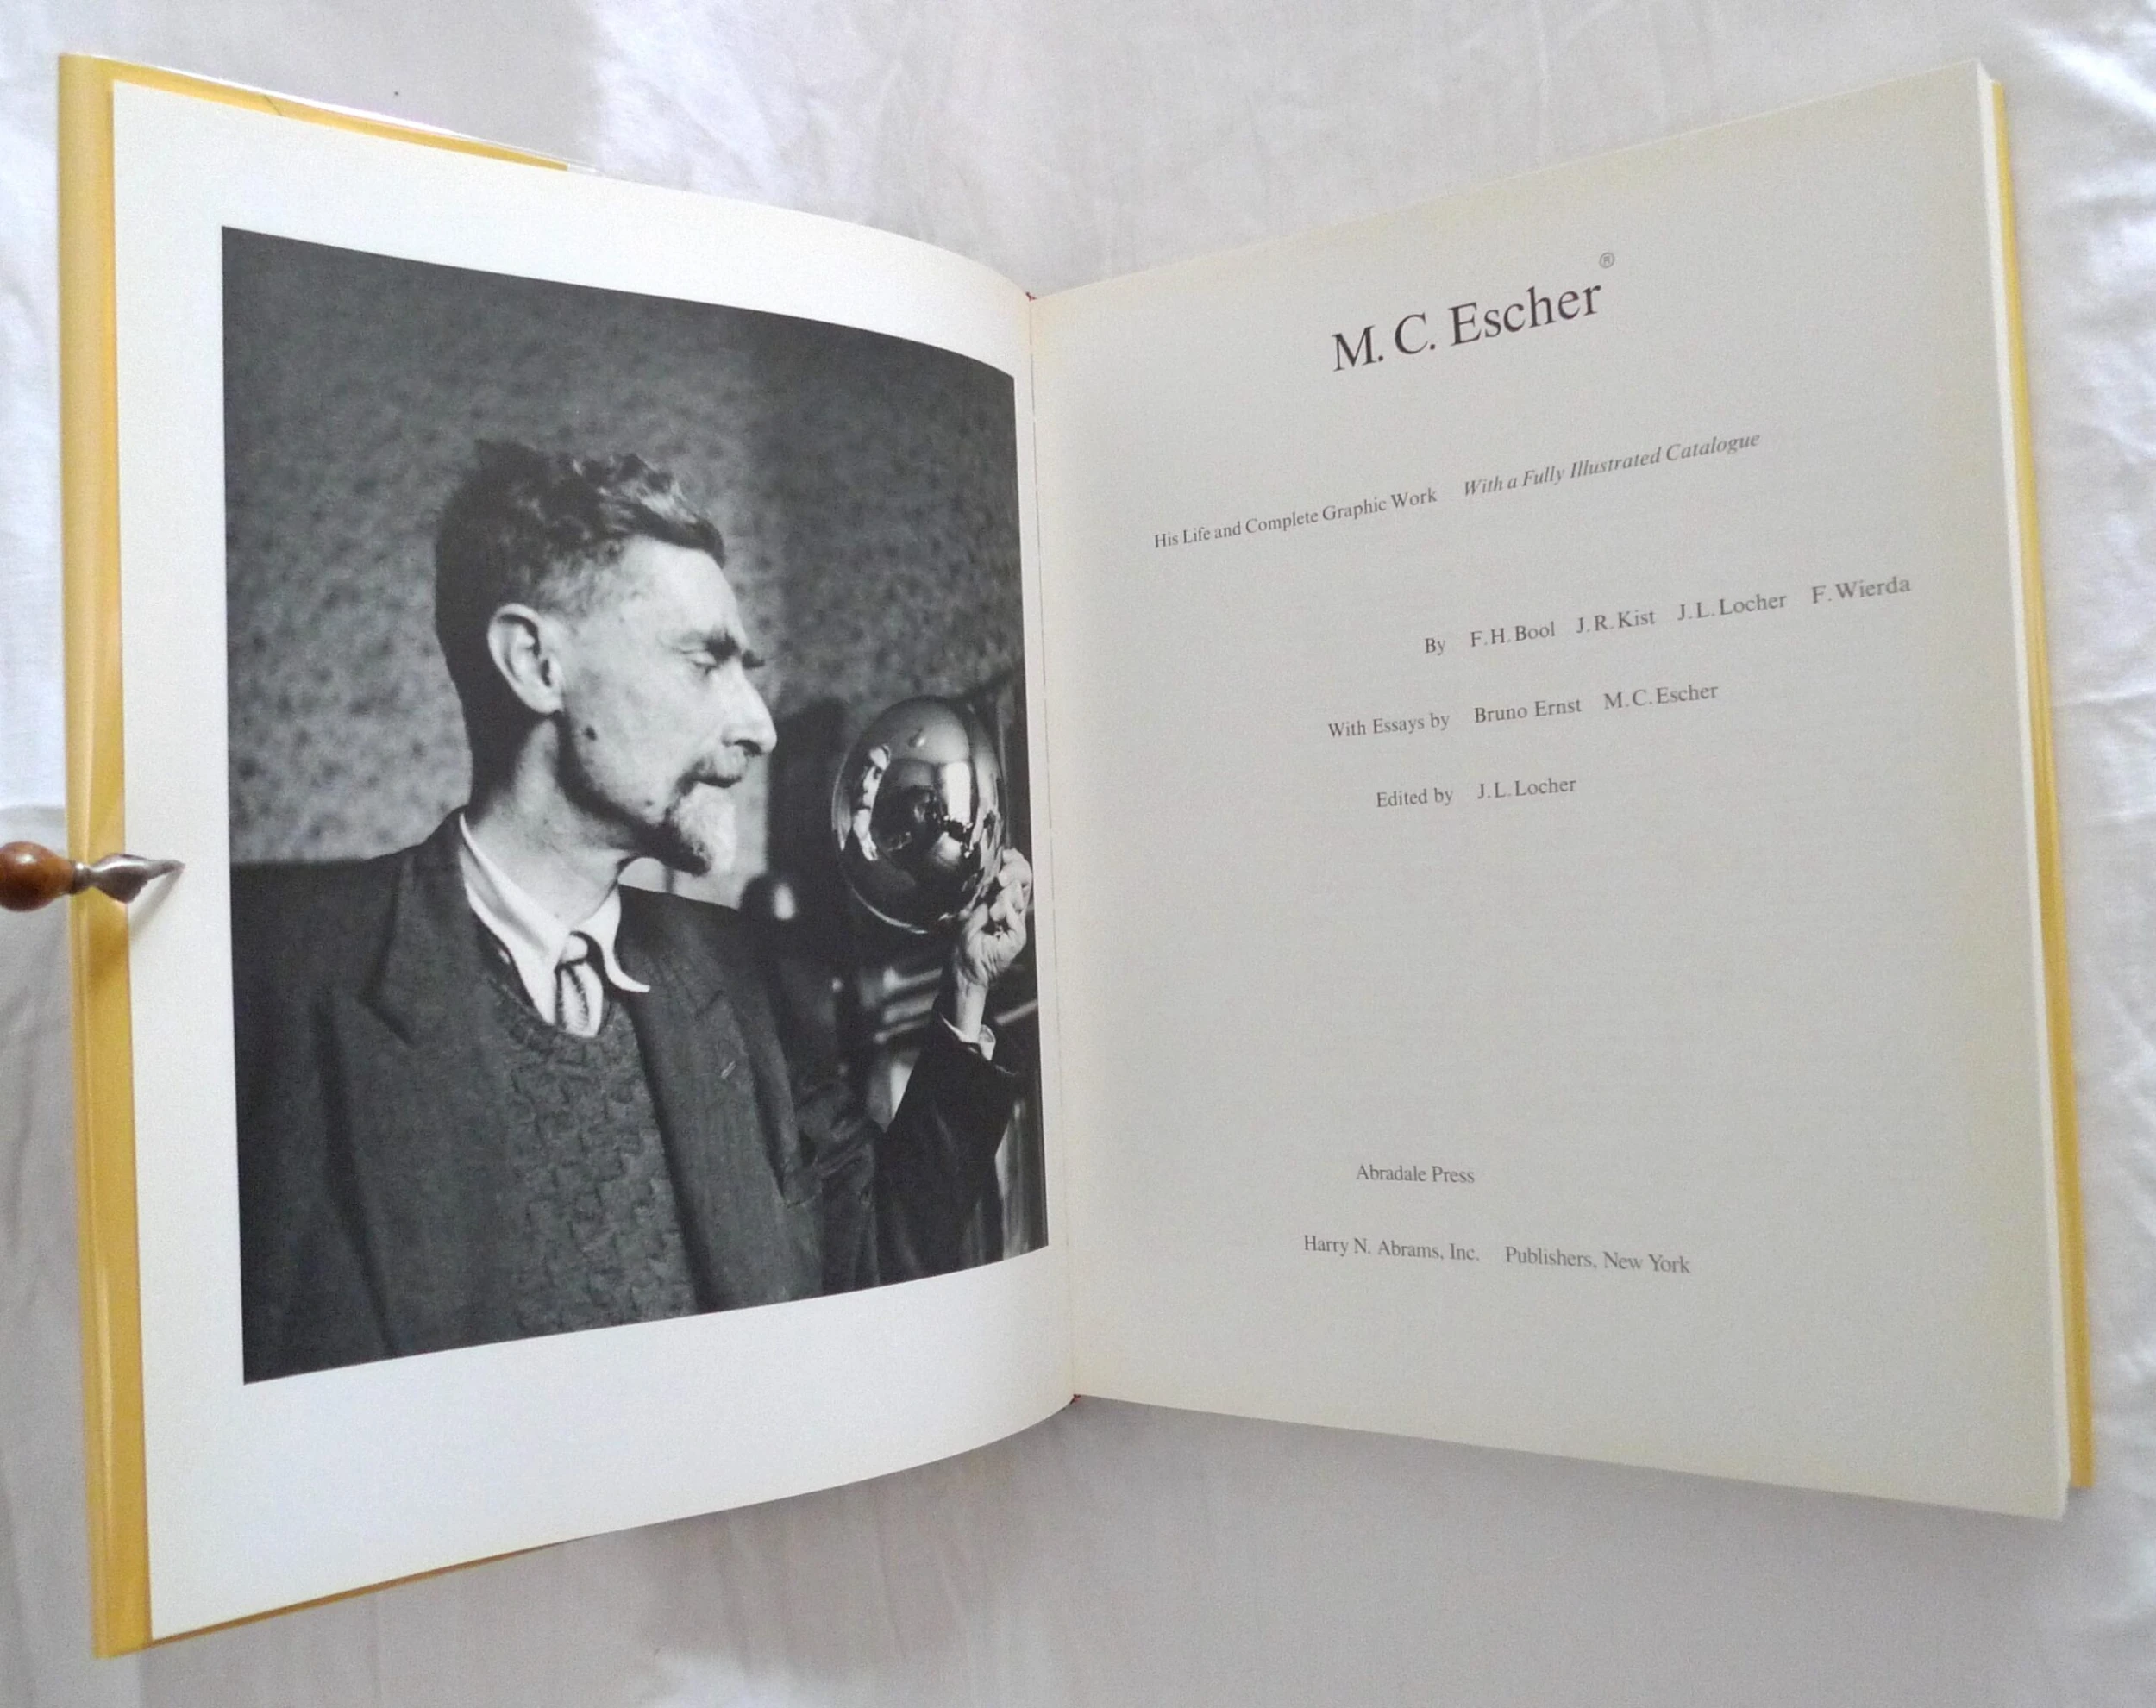 M. C. Escher®
His Life and Complete Graphic Work With a Fully Illustrated Catalogue
By F. H. Bool J. R. Kist J. L. Locher F. Wierda
With Essays by Bruno Ernst M. C. Escher
Edited by J. L. Locher
Abradale Press
Harry N. Abrams, Inc. Publishers, New York